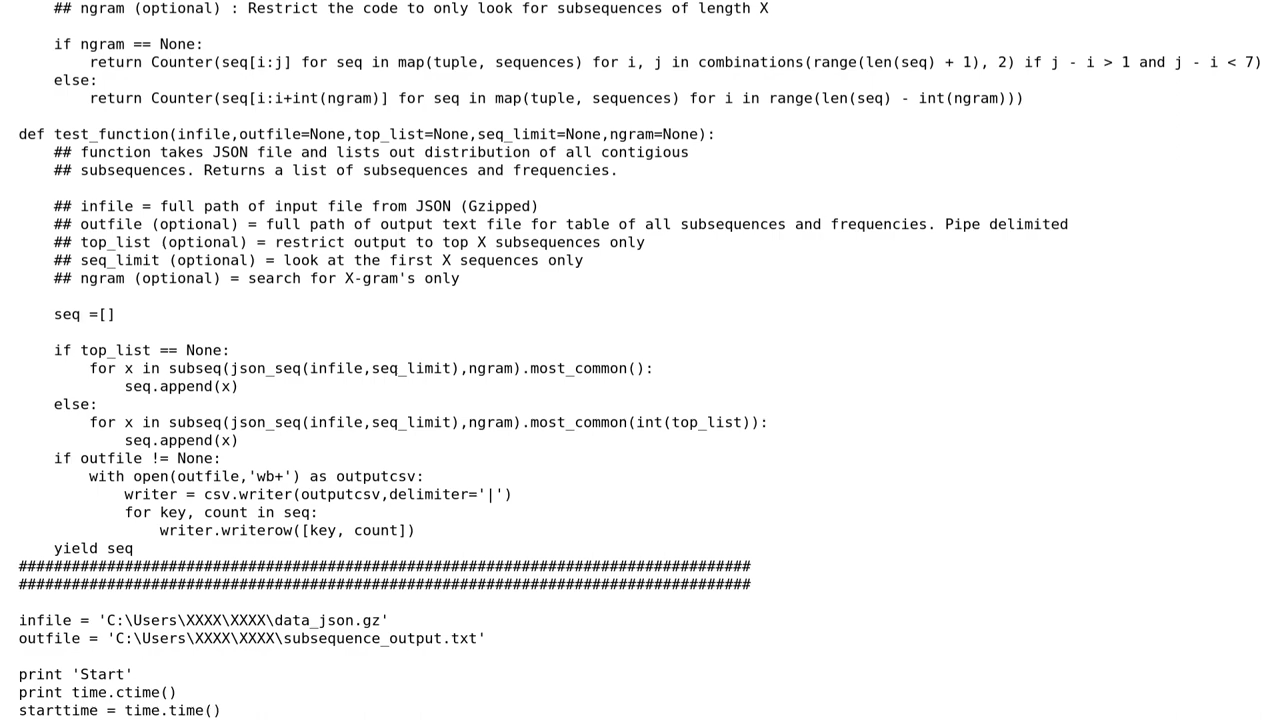 ## ngram (optional) : Restrict the code to only look for subsequences of length X

    if ngram == None:
        return Counter(seq[i:j] for seq in map(tuple, sequences) for i, j in combinations(range(len(seq) + 1), 2) if j - i > 1 and j - i < 7)
    else:
        return Counter(seq[i:i+int(ngram)] for seq in map(tuple, sequences) for i in range(len(seq) - int(ngram)))

def test_function(infile,outfile=None,top_list=None,seq_limit=None,ngram=None):
    ## function takes JSON file and lists out distribution of all contigious
    ## subsequences. Returns a list of subsequences and frequencies.

    ## infile = full path of input file from JSON (Gzipped)
    ## outfile (optional) = full path of output text file for table of all subsequences and frequencies. Pipe delimited
    ## top_list (optional) = restrict output to top X subsequences only
    ## seq_limit (optional) = look at the first X sequences only
    ## ngram (optional) = search for X-gram's only

    seq =[]

    if top_list == None:
        for x in subseq(json_seq(infile,seq_limit),ngram).most_common():
            seq.append(x)
    else:
        for x in subseq(json_seq(infile,seq_limit),ngram).most_common(int(top_list)):
            seq.append(x)
    if outfile != None:
        with open(outfile,'wb+') as outputcsv:
            writer = csv.writer(outputcsv,delimiter='|')
            for key, count in seq:
                writer.writerow([key, count])
    yield seq
###################################################################################
###################################################################################

infile = 'C:\Users\XXXX\XXXX\data_json.gz'
outfile = 'C:\Users\XXXX\XXXX\subsequence_output.txt'

print 'Start'
print time.ctime()
starttime = time.time()